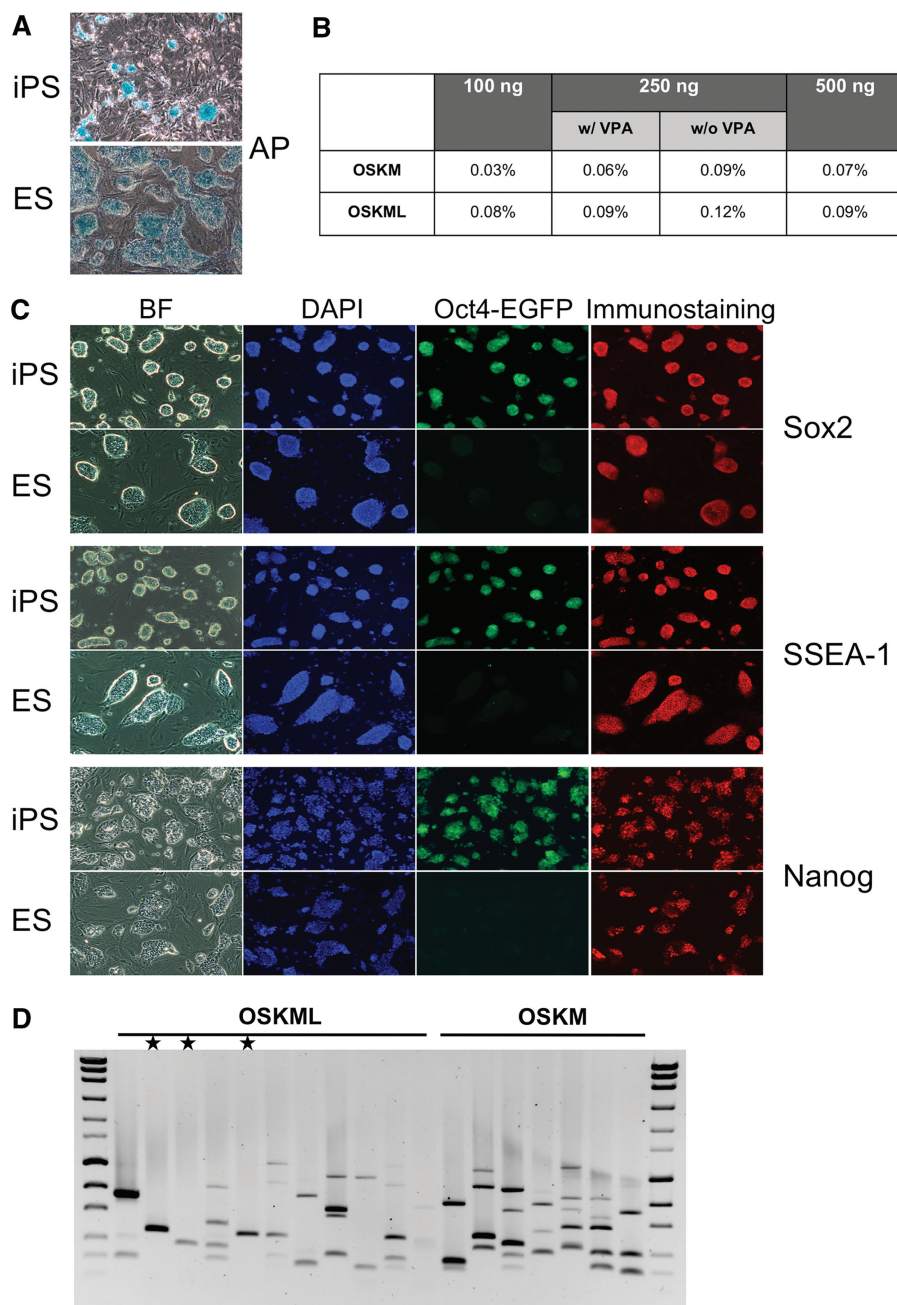 A
iPS
ES
AP
B
100 ng 250 ng 500 ng
w/ VPA w/o VPA
OSKM 0.03% 0.06% 0.09% 0.07%
OSKML 0.08% 0.09% 0.12% 0.09%
C
BF DAPI Oct4-EGFP Immunostaining
iPS
ES
Sox2
iPS
ES
SSEA-1
iPS
ES
Nanog
D
OSKML OSKM